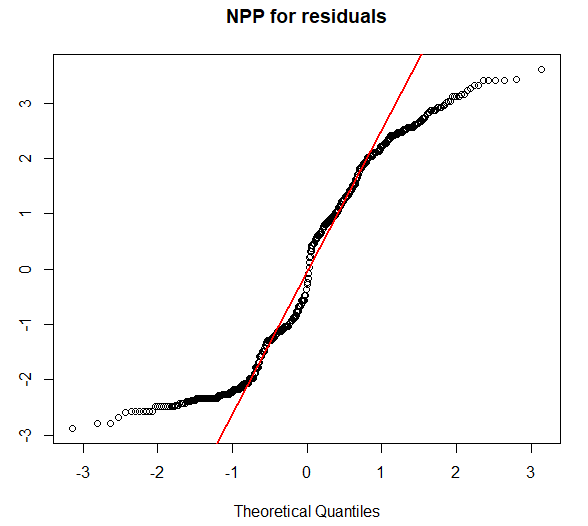 NPP for residuals
3
2
1
0
-1
-2
-3
-3 -2 -1 0 1 2 3
Theoretical Quantiles